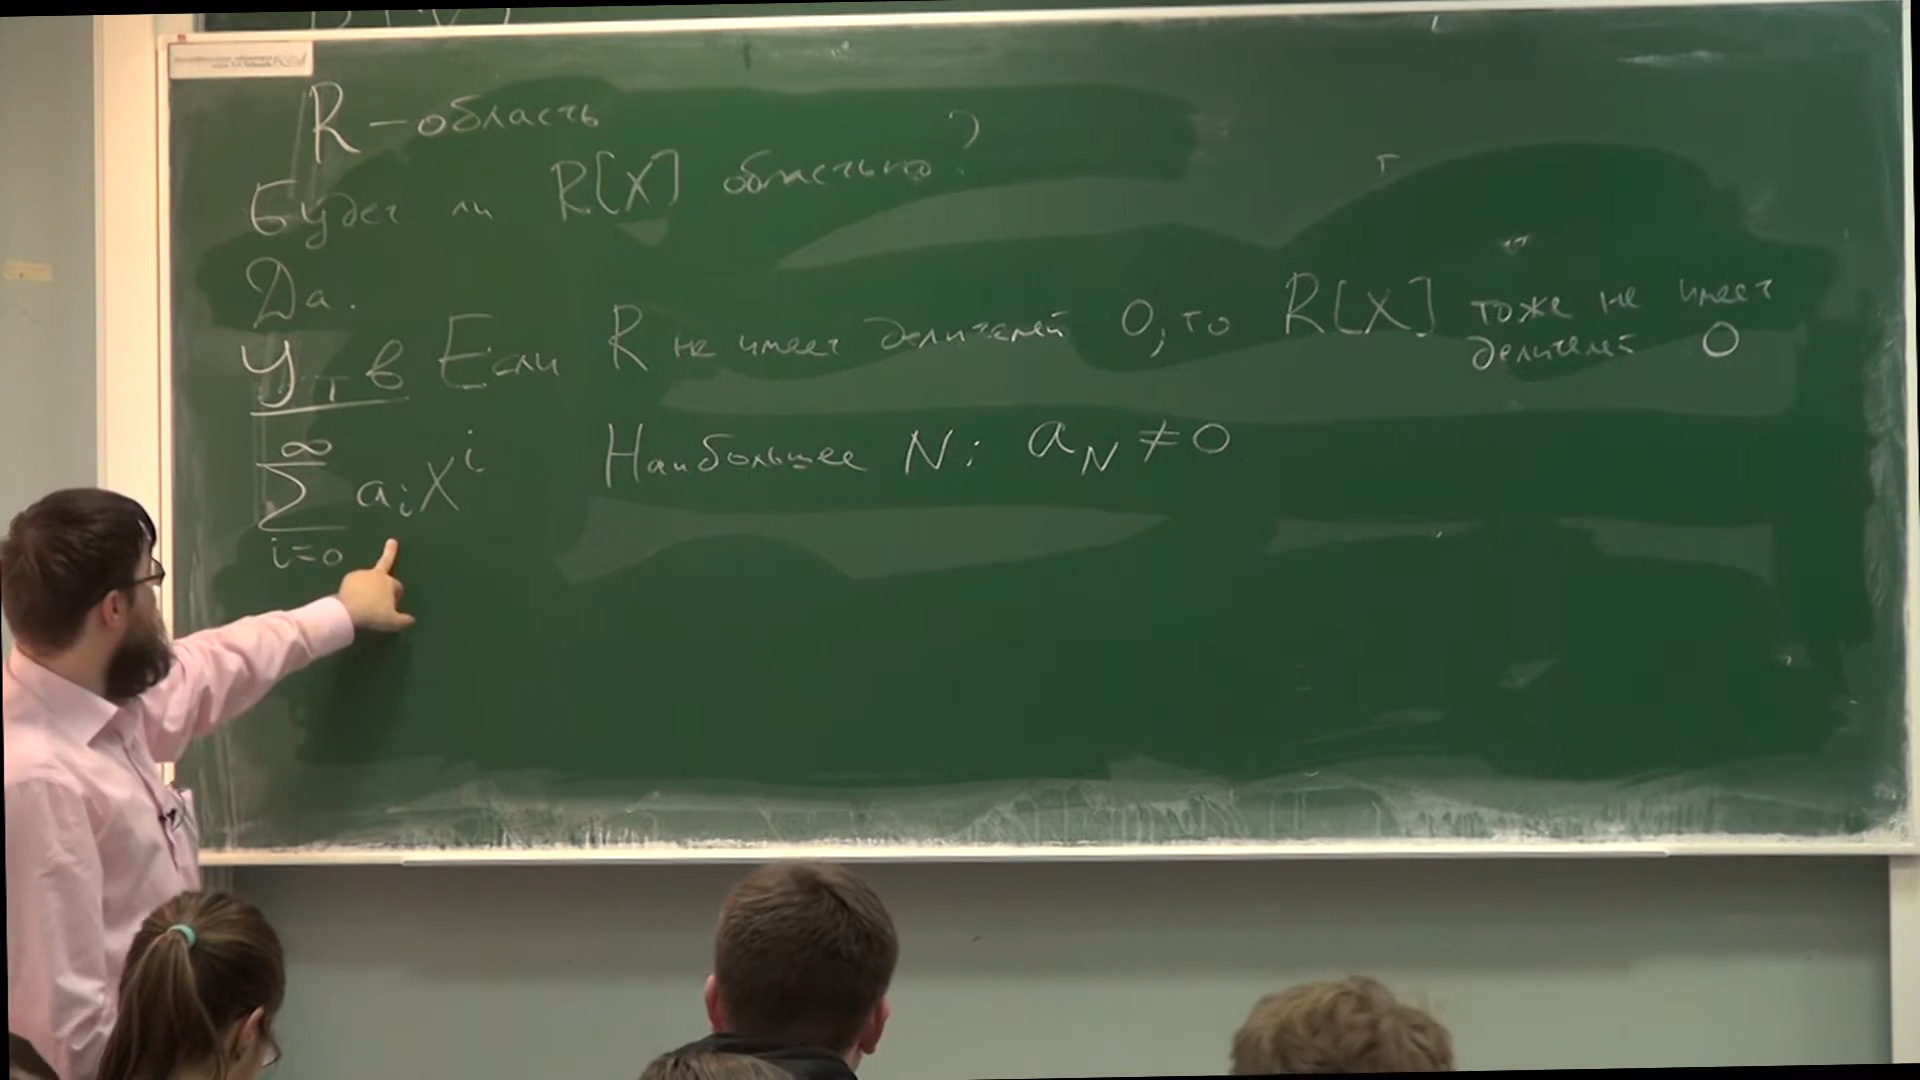 R – область
Будет ли R[X] областью?
Да.
Утв Если R не имеет делителей 0, то R[X] тоже не имеет
делителей 0
∞
∑ a_i X^i Наибольшее N: a_N ≠ 0
i=0